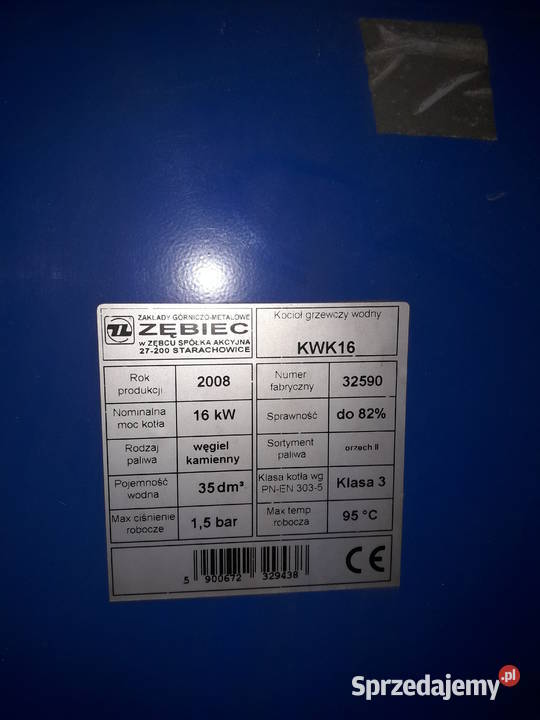 ZAKŁADY GÓRNICZO-METALOWE
ZĘBIEC
W ZĘBCU SPÓŁKA AKCYJNA
27-200 STARACHOWICE
Kocioł grzewczy wodny
KWK16
Rok
produkcji
2008
Numer
fabryczny
32590
Nominalna
moc kotła
16 kW
Sprawność
do 82%
Rodzaj
paliwa
węgiel
kamienny
Sortyment
paliwa
orzech II
Pojemność
wodna
35 dm³
Klasa kotła wg
PN-EN 303-5
Klasa 3
Max ciśnienie
robocze
1,5 bar
Max temp
robocza
95 °C
5 900672 329438
CE
Sprzedajemy.pl